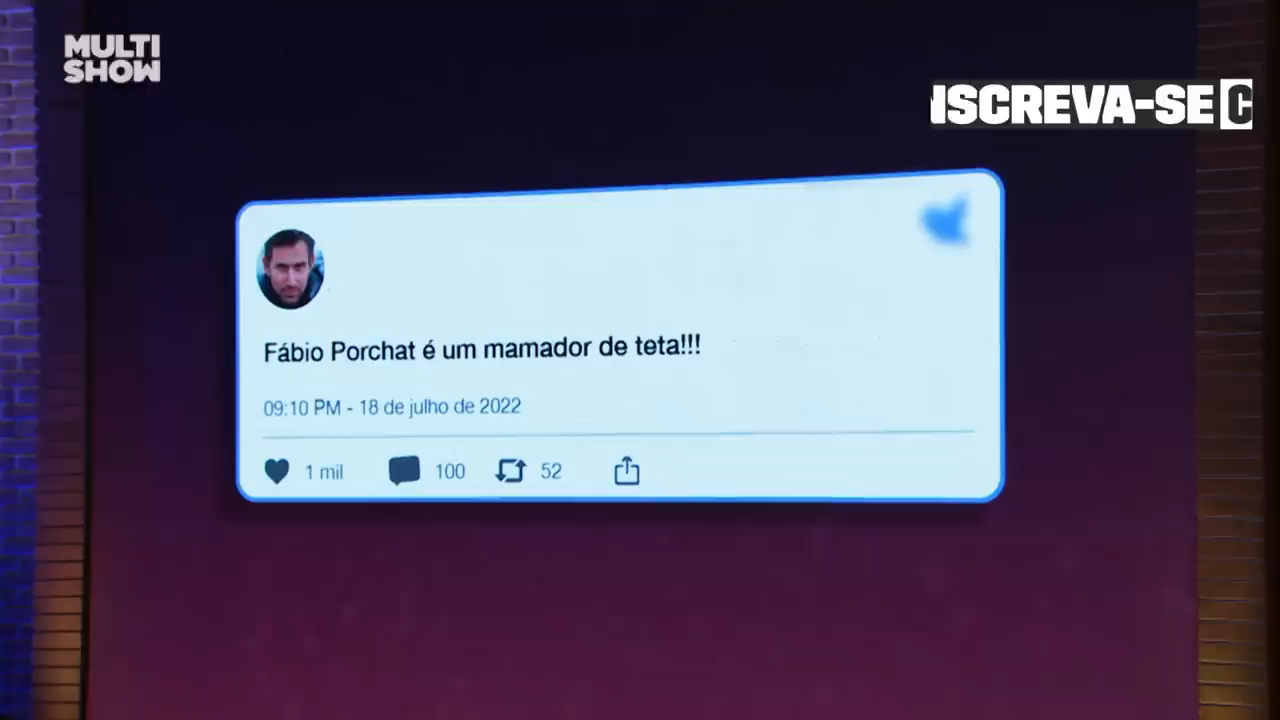 MULTI
SHOW
NSCREVA-SE C
Fábio Porchat é um mamador de teta!!!
09:10 PM - 18 de julho de 2022
1 mil 100 52